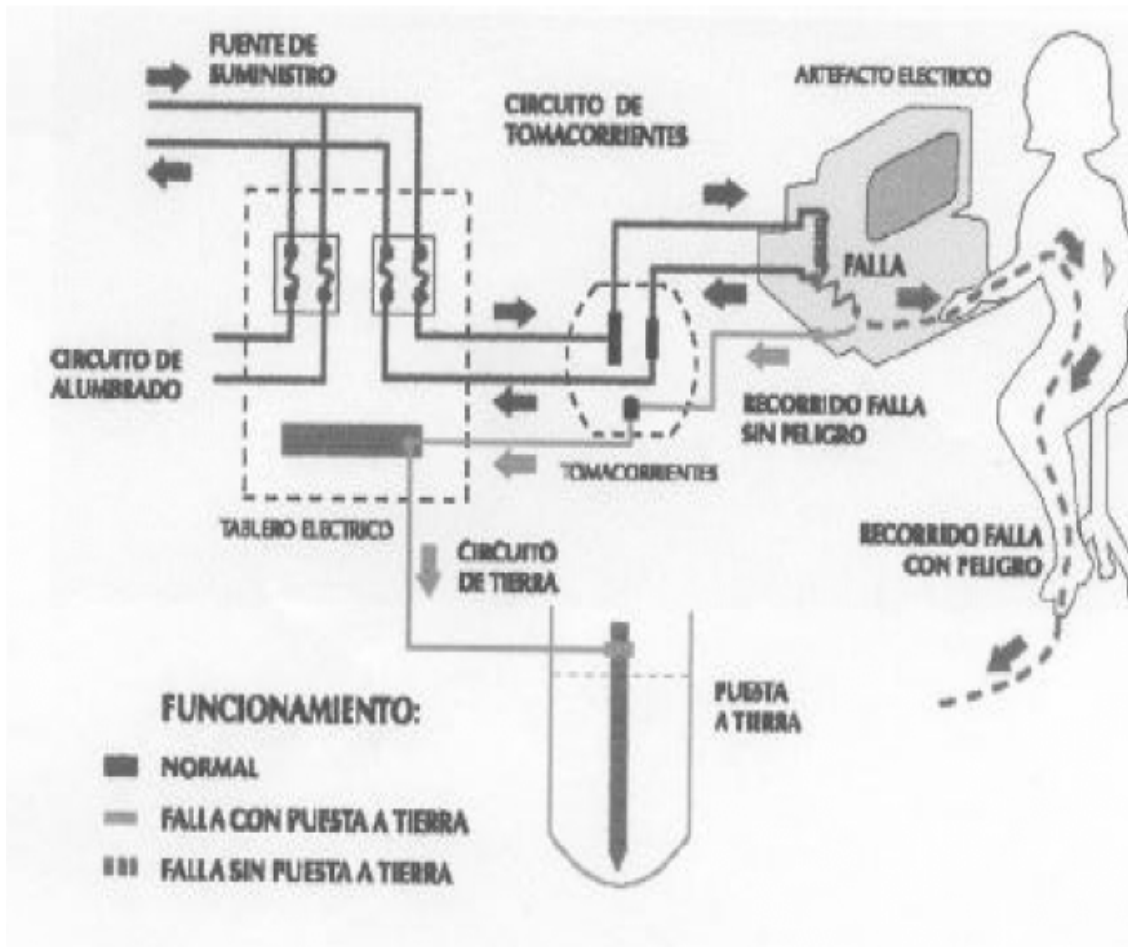 FUENTE DE
SUMINISTRO
ARTEFACTO ELECTRICO
CIRCUITO DE
TOMACORRIENTES
FALLA
CIRCUITO DE
ALUMBRADO
RECORRIDO FALLA
SIN PELIGRO
TOMACORRIENTES
TABLERO ELECTRICO
CIRCUITO
DE TIERRA
RECORRIDO FALLA
CON PELIGRO
PUESTA
A TIERRA
FUNCIONAMIENTO:
NORMAL
FALLA CON PUESTA A TIERRA
FALLA SIN PUESTA A TIERRA